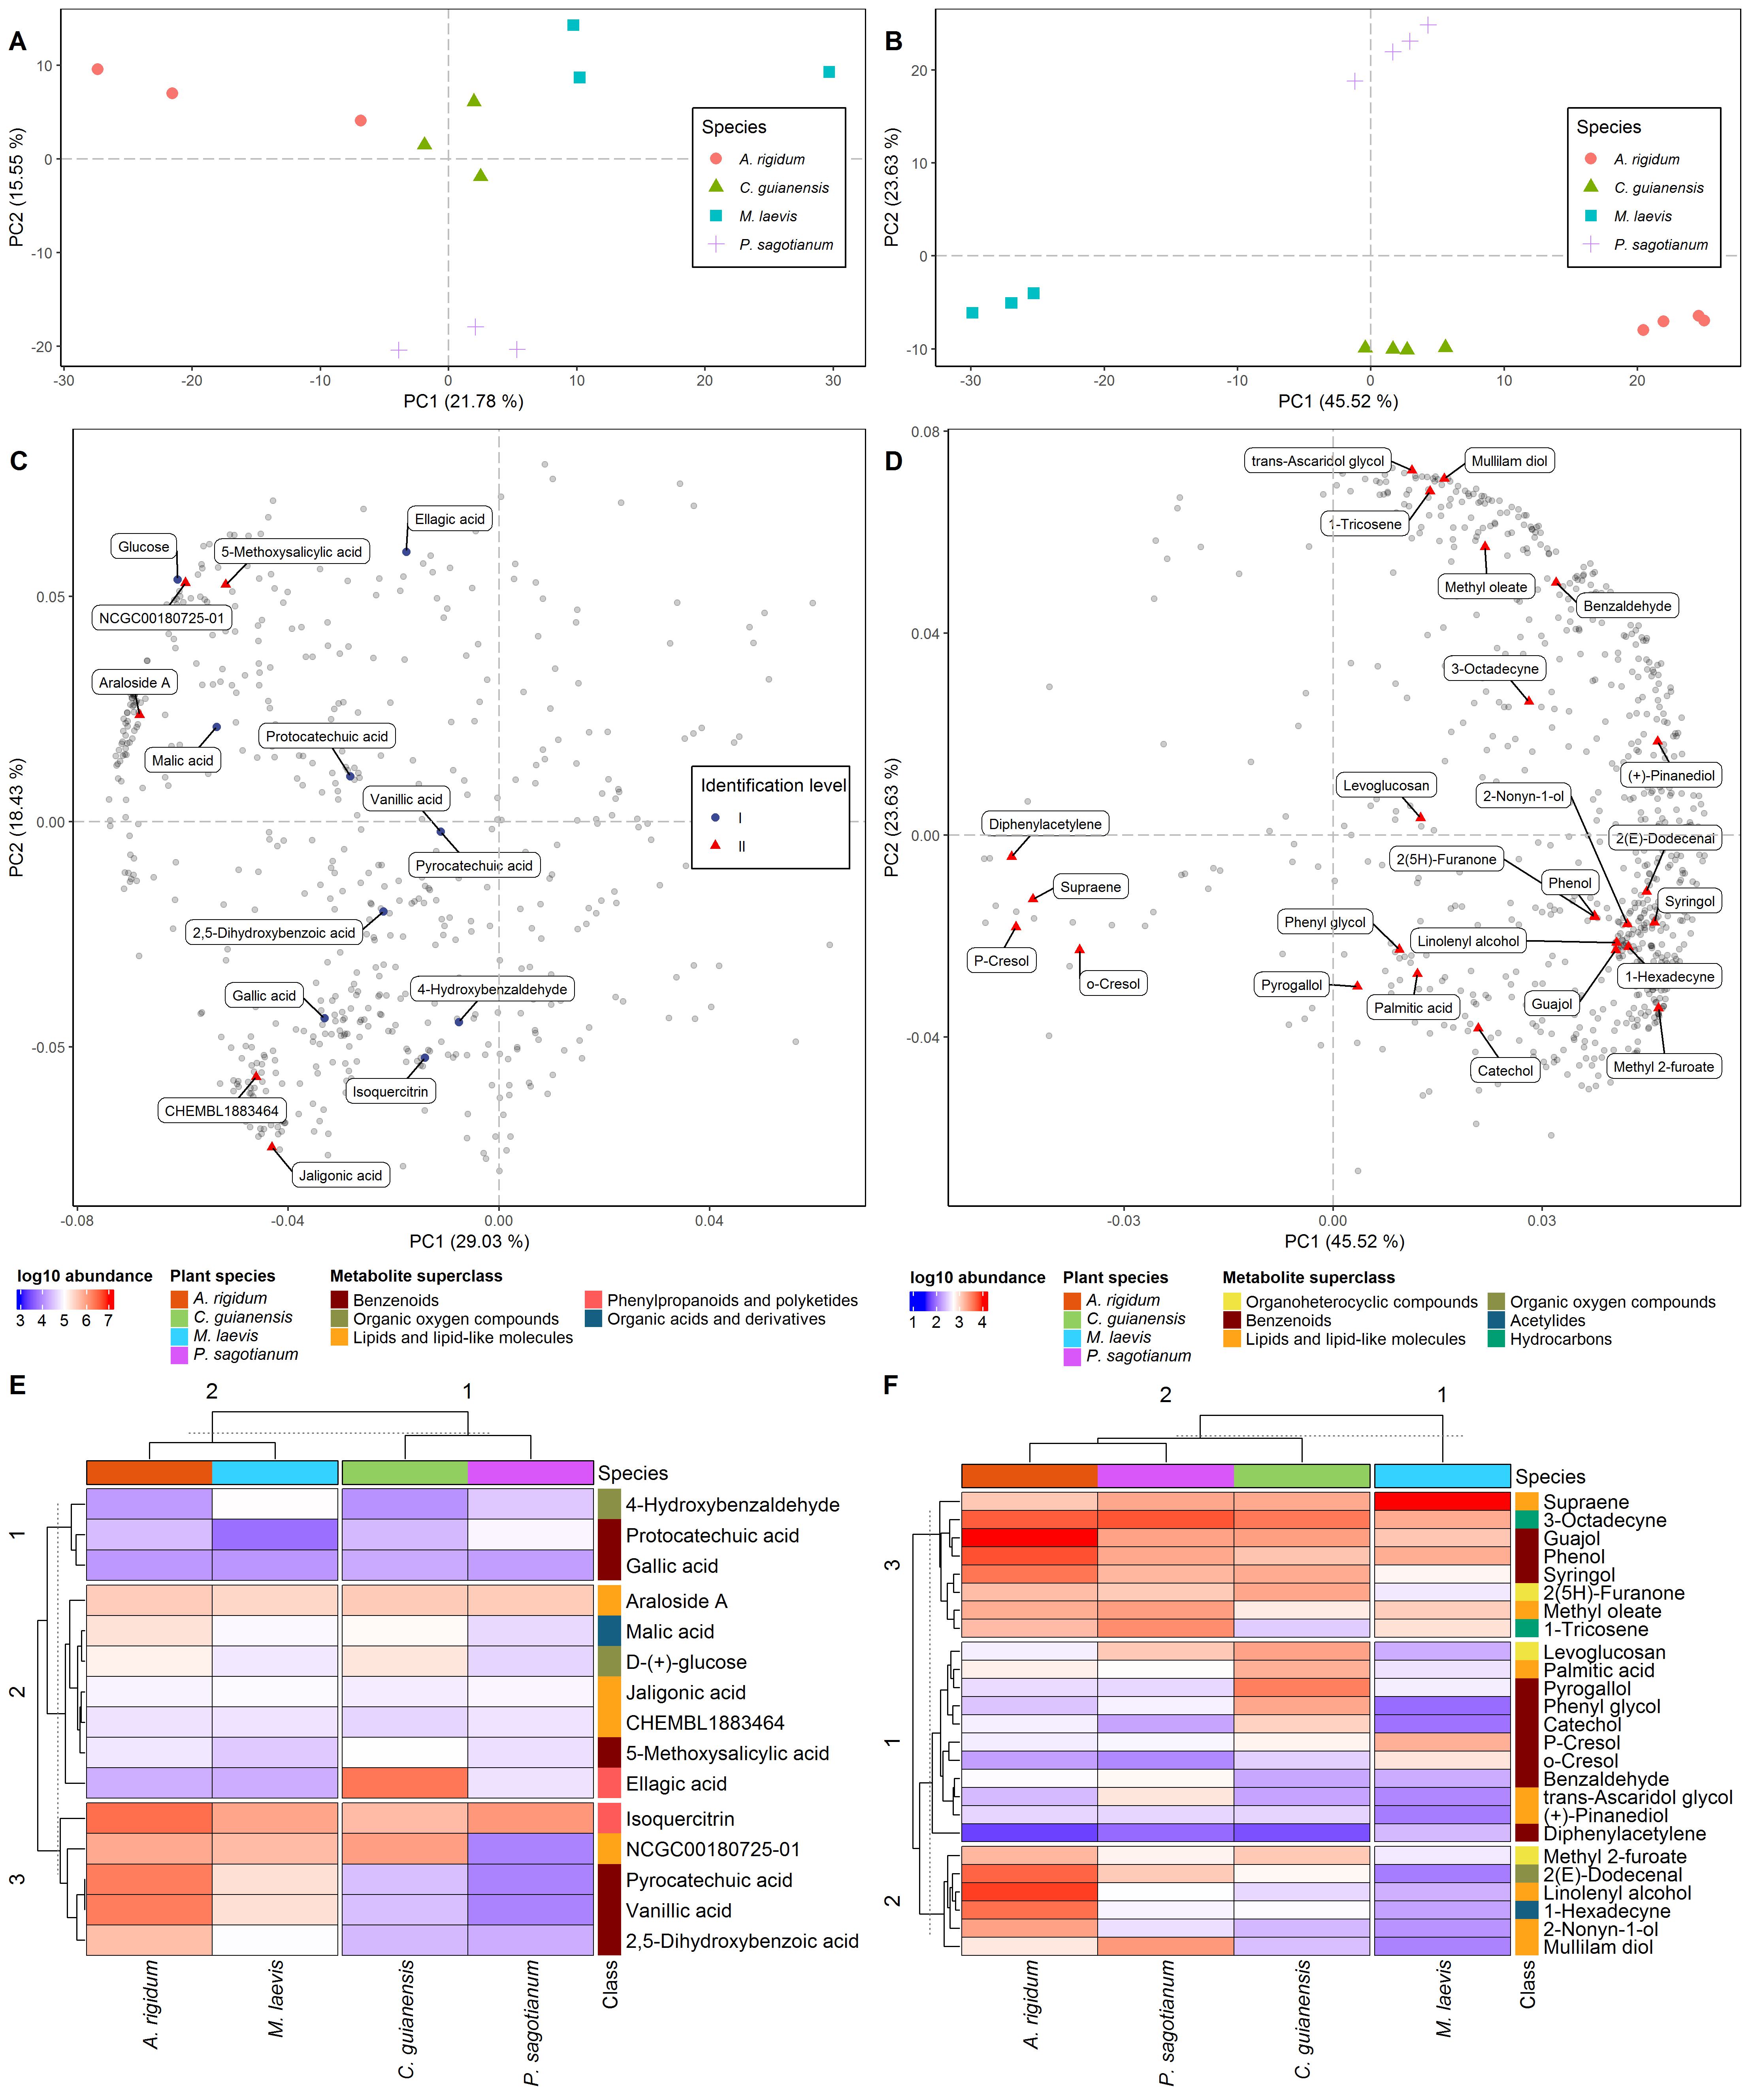 A
10
0
-10
-20
-30
-20
-10
0
10
20
30
PC1 (21.78 %)
PC2 (15.55 %)
Species
A. rigidum
C. guianensis
M. laevis
P. sagotianum
B
20
10
0
-10
-30
-20
-10
0
10
20
PC1 (45.52 %)
PC2 (23.63 %)
Species
A. rigidum
C. guianensis
M. laevis
P. sagotianum
C
Ellagic acid
Glucose
5-Methoxysalicylic acid
NCGC00180725-01
Araloside A
Malic acid
Protocatechuic acid
Vanillic acid
Pyrocatechuic acid
2,5-Dihydroxybenzoic acid
Gallic acid
4-Hydroxybenzaldehyde
Isoquercitrin
CHEMBL1883464
Jaligonic acid
Identification level
I
II
0.05
0.00
-0.05
-0.08
-0.04
0.00
0.04
PC1 (29.03 %)
PC2 (18.43 %)
D
trans-Ascaridol glycol
Mullilam diol
1-Tricosene
Methyl oleate
Benzaldehyde
3-Octadecyne
(+)-Pinanediol
Levoglucosan
2-Nonyn-1-ol
Diphenylacetylene
2(E)-Dodecenal
2(5H)-Furanone
Phenol
Supraene
Syringol
Phenyl glycol
Linolenyl alcohol
P-Cresol
o-Cresol
Pyrogallol
Palmitic acid
1-Hexadecyne
Guajol
Catechol
Methyl 2-furoate
0.08
0.04
0.00
-0.04
-0.03
0.00
0.03
PC1 (45.52 %)
PC2 (23.63 %)
log10 abundance
3 4 5 6 7
Plant species
A. rigidum
C. guianensis
M. laevis
P. sagotianum
Metabolite superclass
Benzenoids
Organic oxygen compounds
Lipids and lipid-like molecules
Phenylpropanoids and polyketides
Organic acids and derivatives
log10 abundance
1 2 3 4
Plant species
A. rigidum
C. guianensis
M. laevis
P. sagotianum
Metabolite superclass
Organoheterocyclic compounds
Benzenoids
Lipids and lipid-like molecules
Organic oxygen compounds
Acetylides
Hydrocarbons
E
2
1
Species
1
2
3
4-Hydroxybenzaldehyde
Protocatechuic acid
Gallic acid
Araloside A
Malic acid
D-(+)-glucose
Jaligonic acid
CHEMBL1883464
5-Methoxysalicylic acid
Ellagic acid
Isoquercitrin
NCGC00180725-01
Pyrocatechuic acid
Vanillic acid
2,5-Dihydroxybenzoic acid
A. rigidum
M. laevis
C. guianensis
P. sagotianum
Class
F
2
1
Species
3
1
2
Supraene
3-Octadecyne
Guajol
Phenol
Syringol
2(5H)-Furanone
Methyl oleate
1-Tricosene
Levoglucosan
Palmitic acid
Pyrogallol
Phenyl glycol
Catechol
P-Cresol
o-Cresol
Benzaldehyde
trans-Ascaridol glycol
(+)-Pinanediol
Diphenylacetylene
Methyl 2-furoate
2(E)-Dodecenal
Linolenyl alcohol
1-Hexadecyne
2-Nonyn-1-ol
Mullilam diol
A. rigidum
P. sagotianum
C. guianensis
M. laevis
Class